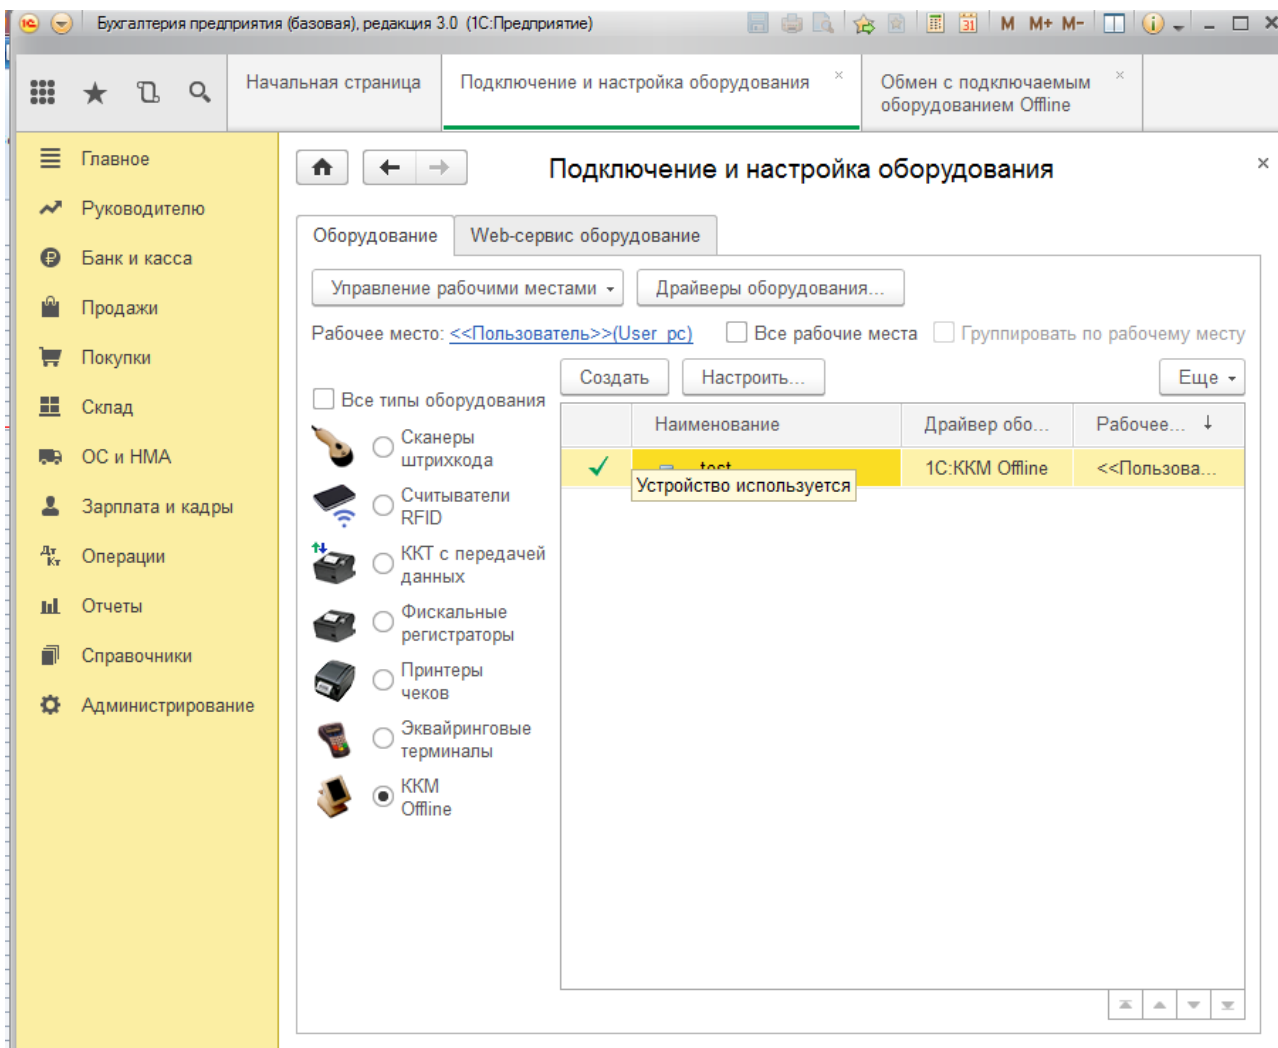 Бухгалтерия предприятия (базовая), редакция 3.0 (1С:Предприятие)
M M+ M-
31
Начальная страница
Подключение и настройка оборудования
Обмен с подключаемым
оборудованием Offline
Главное
Руководителю
Банк и касса
Продажи
Покупки
Склад
ОС и НМА
Зарплата и кадры
Дт
Кт
Операции
Отчеты
Справочники
Администрирование
Подключение и настройка оборудования
Оборудование
Web-сервис оборудование
Управление рабочими местами
Драйверы оборудования...
Рабочее место: <<Пользователь>>(User_pc)
Все рабочие места
Группировать по рабочему месту
Все типы оборудования
Сканеры
штрихкода
Считыватели
RFID
ККТ с передачей
данных
Фискальные
регистраторы
Принтеры
чеков
Эквайринговые
терминалы
ККМ
Offline
Создать
Настроить...
Еще
Наименование
Драйвер обо...
Рабочее...
test
1С:ККМ Offline
<<Пользова...
Устройство используется